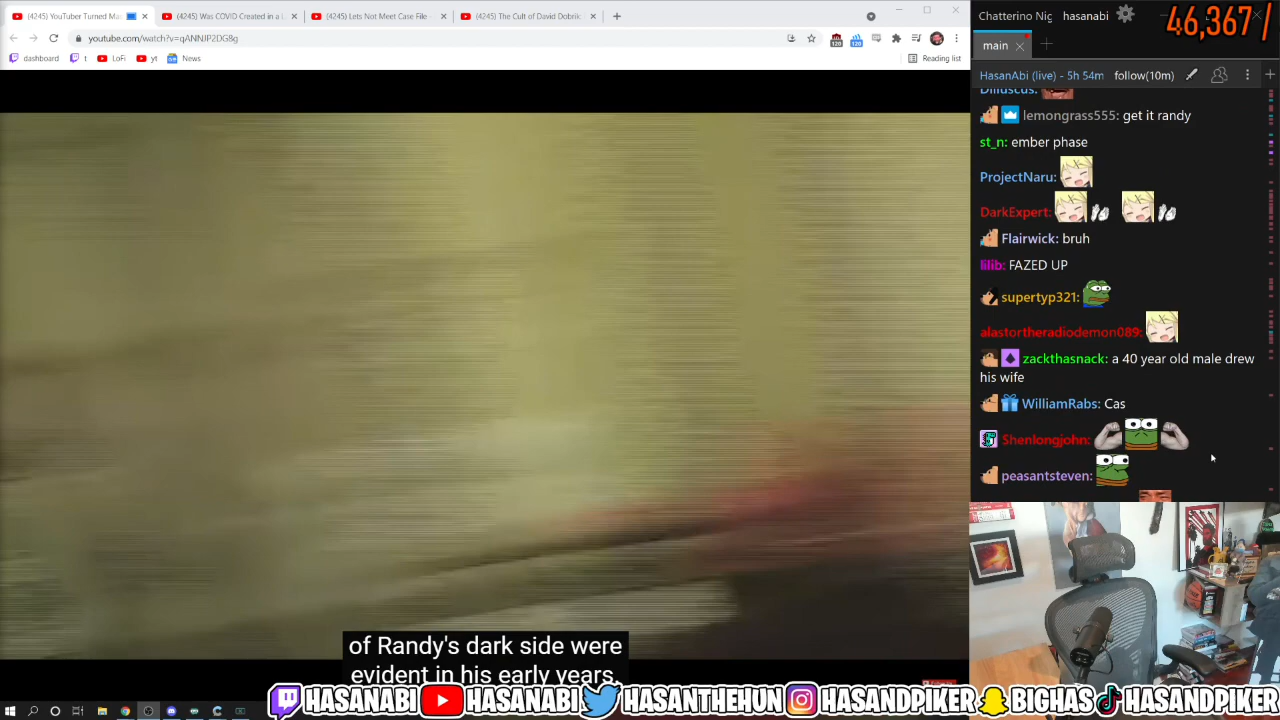 (4245) YouTuber Turned Ma
(4245) Was COVID Created in a L
(4245) Lets Not Meet Case File -
(4245) The Cult of David Dobrik
youtube.com/watch?v=qANNJP2DG8g
dashboard
t
LoFi
yt
News
Reading list
of Randy's dark side were
evident in his early years,
Chatterino Nig
hasanabi
46,367 /
main
HasanAbi (live) - 5h 54m
follow(10m)
Diffuscus:
lemongrass555: get it randy
st_n: ember phase
ProjectNaru:
DarkExpert:
Flairwick: bruh
lilib: FAZED UP
supertyp321:
alastortheradiodemon089:
zackthasnack: a 40 year old male drew
his wife
WilliamRabs: Cas
Shenlongjohn:
peasantsteven:
HASANABI
HASANABI
HASANTHEHUN
HASANDPIKER
BIGHAS
HASANDPIKER